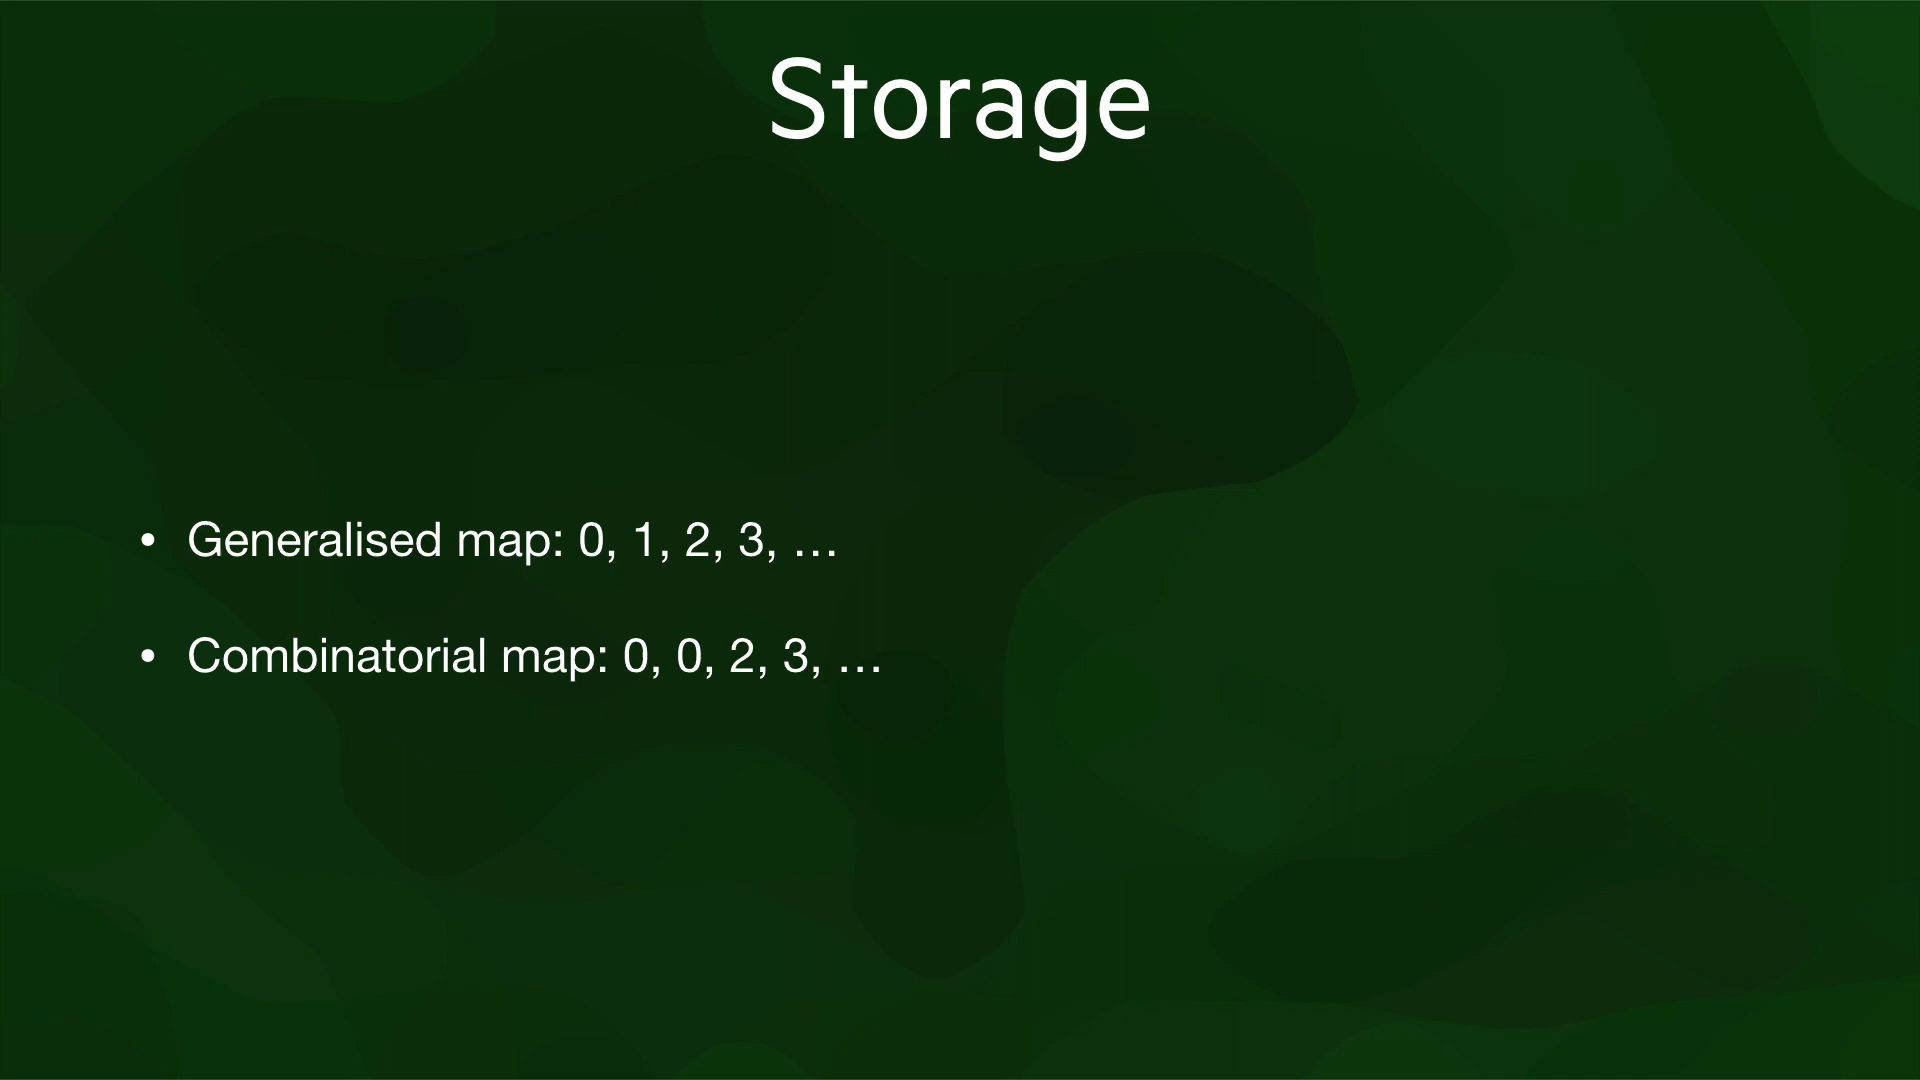 Storage
• Generalised map: 0, 1, 2, 3, …
• Combinatorial map: 0, 0, 2, 3, …